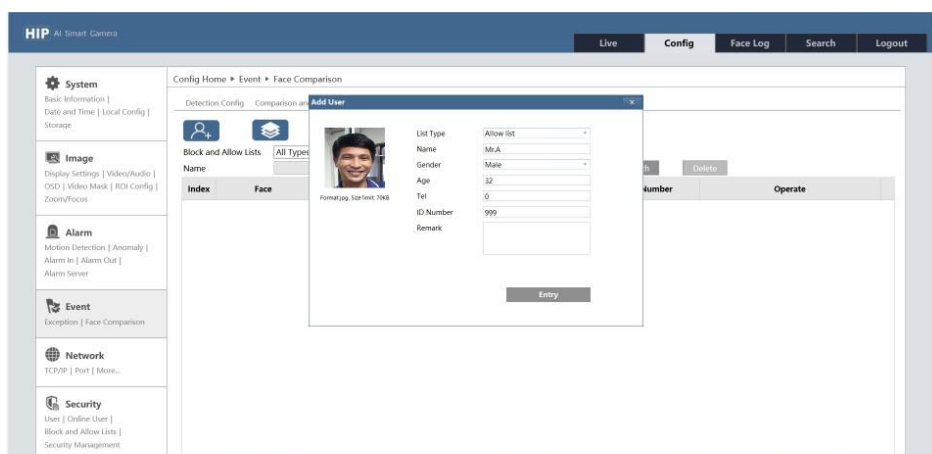 HIP AI Smart Camera
Live Config Face Log Search Logout
System
Basic Information |
Date and Time | Local Config |
Storage
Image
Display Settings | Video/Audio |
OSD | Video Mask | ROI Config |
Zoom/Focus
Alarm
Motion Detection | Anomaly |
Alarm In | Alarm Out |
Alarm Server
Event
Exception | Face Comparison
Network
TCP/IP | Port | More...
Security
User | Online User |
Block and Allow Lists |
Security Management
Config Home ▸ Event ▸ Face Comparison
Detection Config Comparison an
Block and Allow Lists All Types
Name
h Delete
Index Face Number Operate
Add User x
Format:jpg, Size limit: 70KB
List Type Allow list
Name Mr.A
Gender Male
Age 32
Tel 0
ID Number 999
Remark
Entry